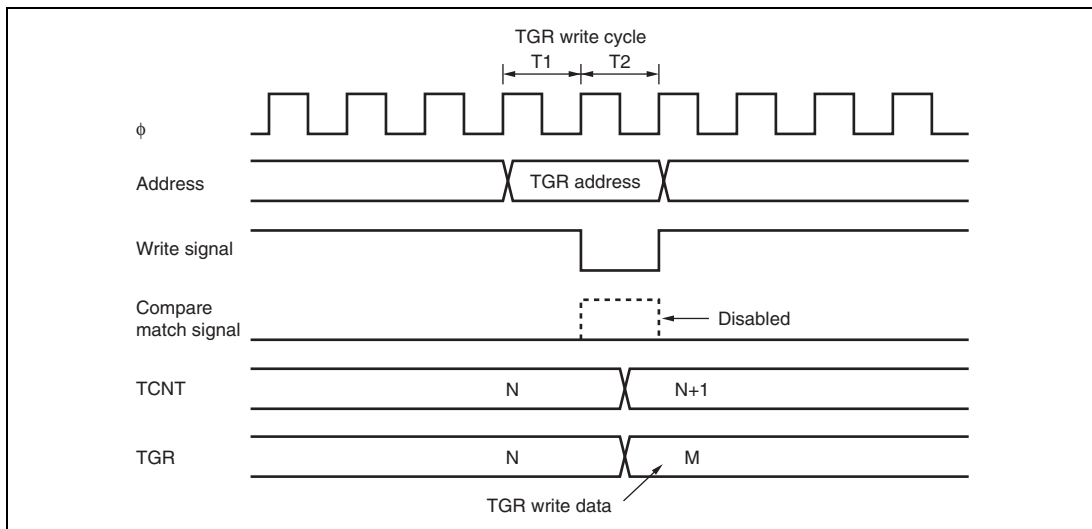 TGR write cycle
T1 T2
ϕ
Address TGR address
Write signal
Compare
match signal Disabled
TCNT N N+1
TGR N M
TGR write data